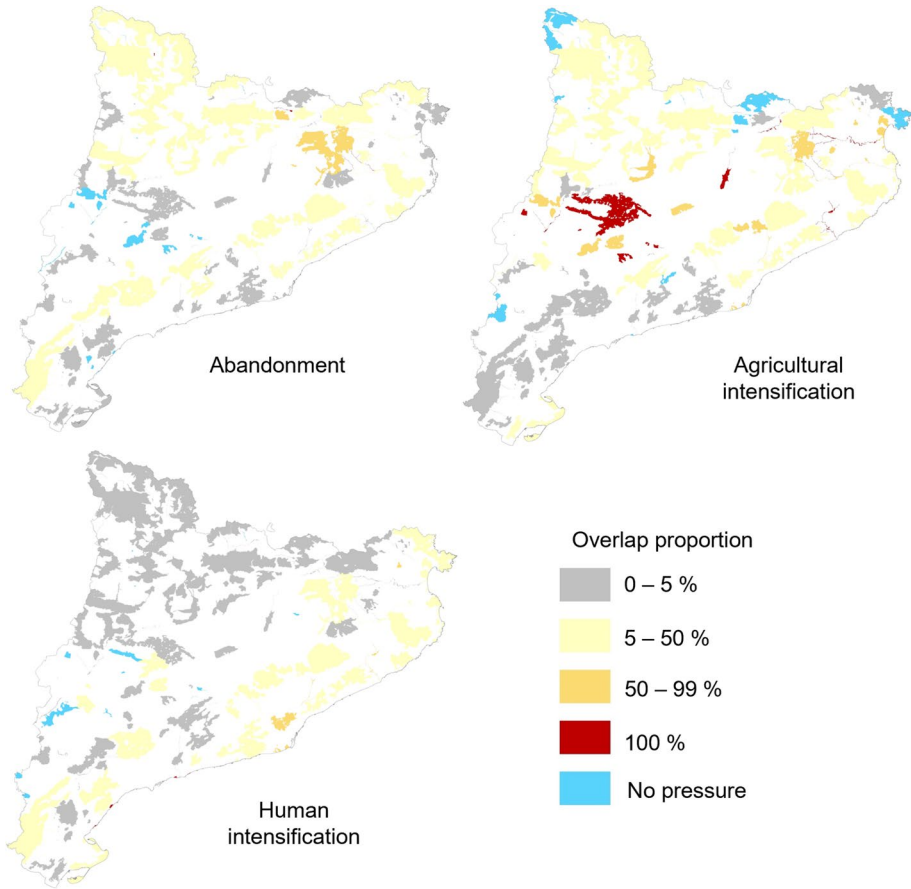 Abandonment
Agricultural
intensification
Human
intensification
Overlap proportion
0 – 5 %
5 – 50 %
50 – 99 %
100 %
No pressure